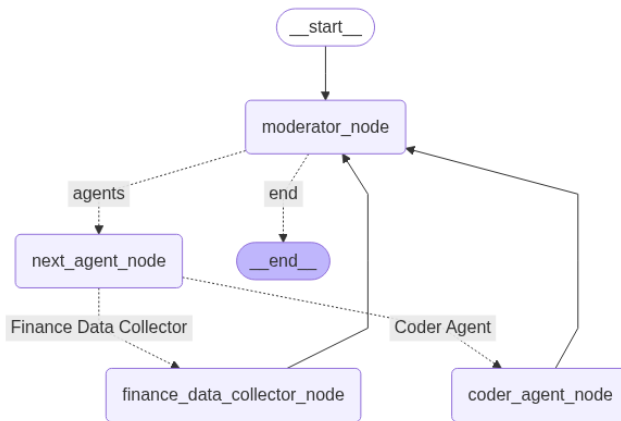 __start__
moderator_node
agents
end
next_agent_node
__end__
Finance Data Collector
Coder Agent
finance_data_collector_node
coder_agent_node